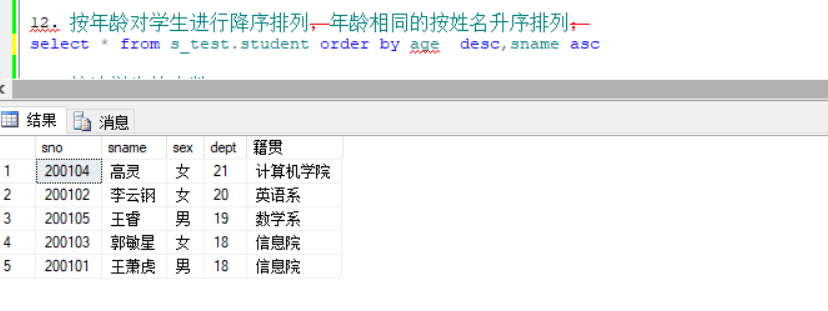 12. 按年龄对学生进行降序排列，年龄相同的按姓名升序排列，
select * from s_test.student order by age  desc,sname asc
结果 消息
sno sname sex dept 籍贯
1 200104 高灵 女 21 计算机学院
2 200102 李云钢 女 20 英语系
3 200105 王睿 男 19 数学系
4 200103 郭敏星 女 18 信息院
5 200101 王萧虎 男 18 信息院